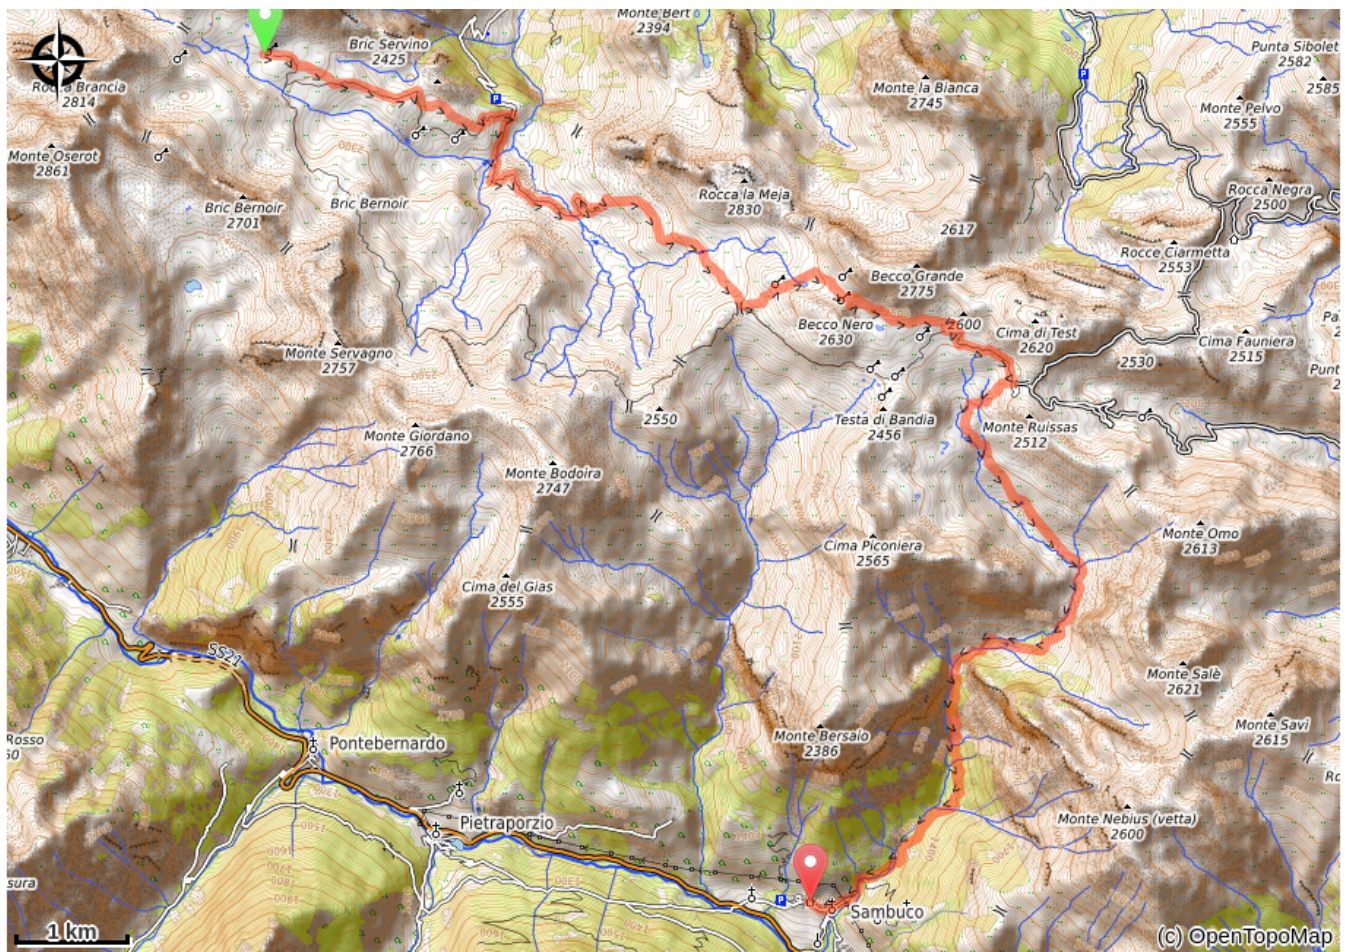 Monte Bert
2394
Bric Servino
2425
Punta Sibolet
2582
2585
Rocca Brancia
2814
Monte la Bianca
2745
Monte Pelvo
2555
Monte Oserot
2861
Bric Bernoir
2701
Bric Bernoir
Rocca la Meja
2830
Rocca Negra
2500
2617
Rocce Ciarmetta
2553
Becco Grande
2775
Becco Nero
2630
2600
Cima di Test
2620
Cima Fauniera
2515
2530
Monte Servagno
2757
2550
Testa di Bandia
2456
Monte Ruissas
2512
Monte Giordano
2766
Monte Bodoira
2747
Monte Omo
2613
Cima Piconiera
2565
Cima del Gias
2555
SS21
Monte Salè
2621
Monte Bersaio
2386
Monte Savi
2615
Rosso
Pontebernardo
Pietraporzio
Monte Nebius (vetta)
2600
Sambuco
1 km
(c) OpenTopoMap